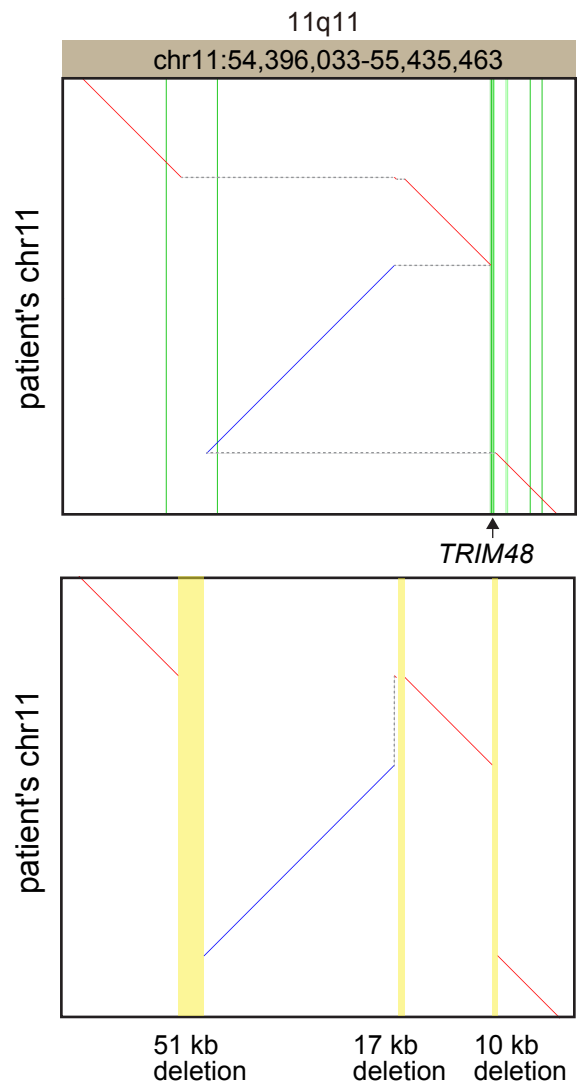 11q11
chr11:54,396,033-55,435,463
patient's chr11
TRIM48
patient's chr11
51 kb
deletion
17 kb
deletion
10 kb
deletion